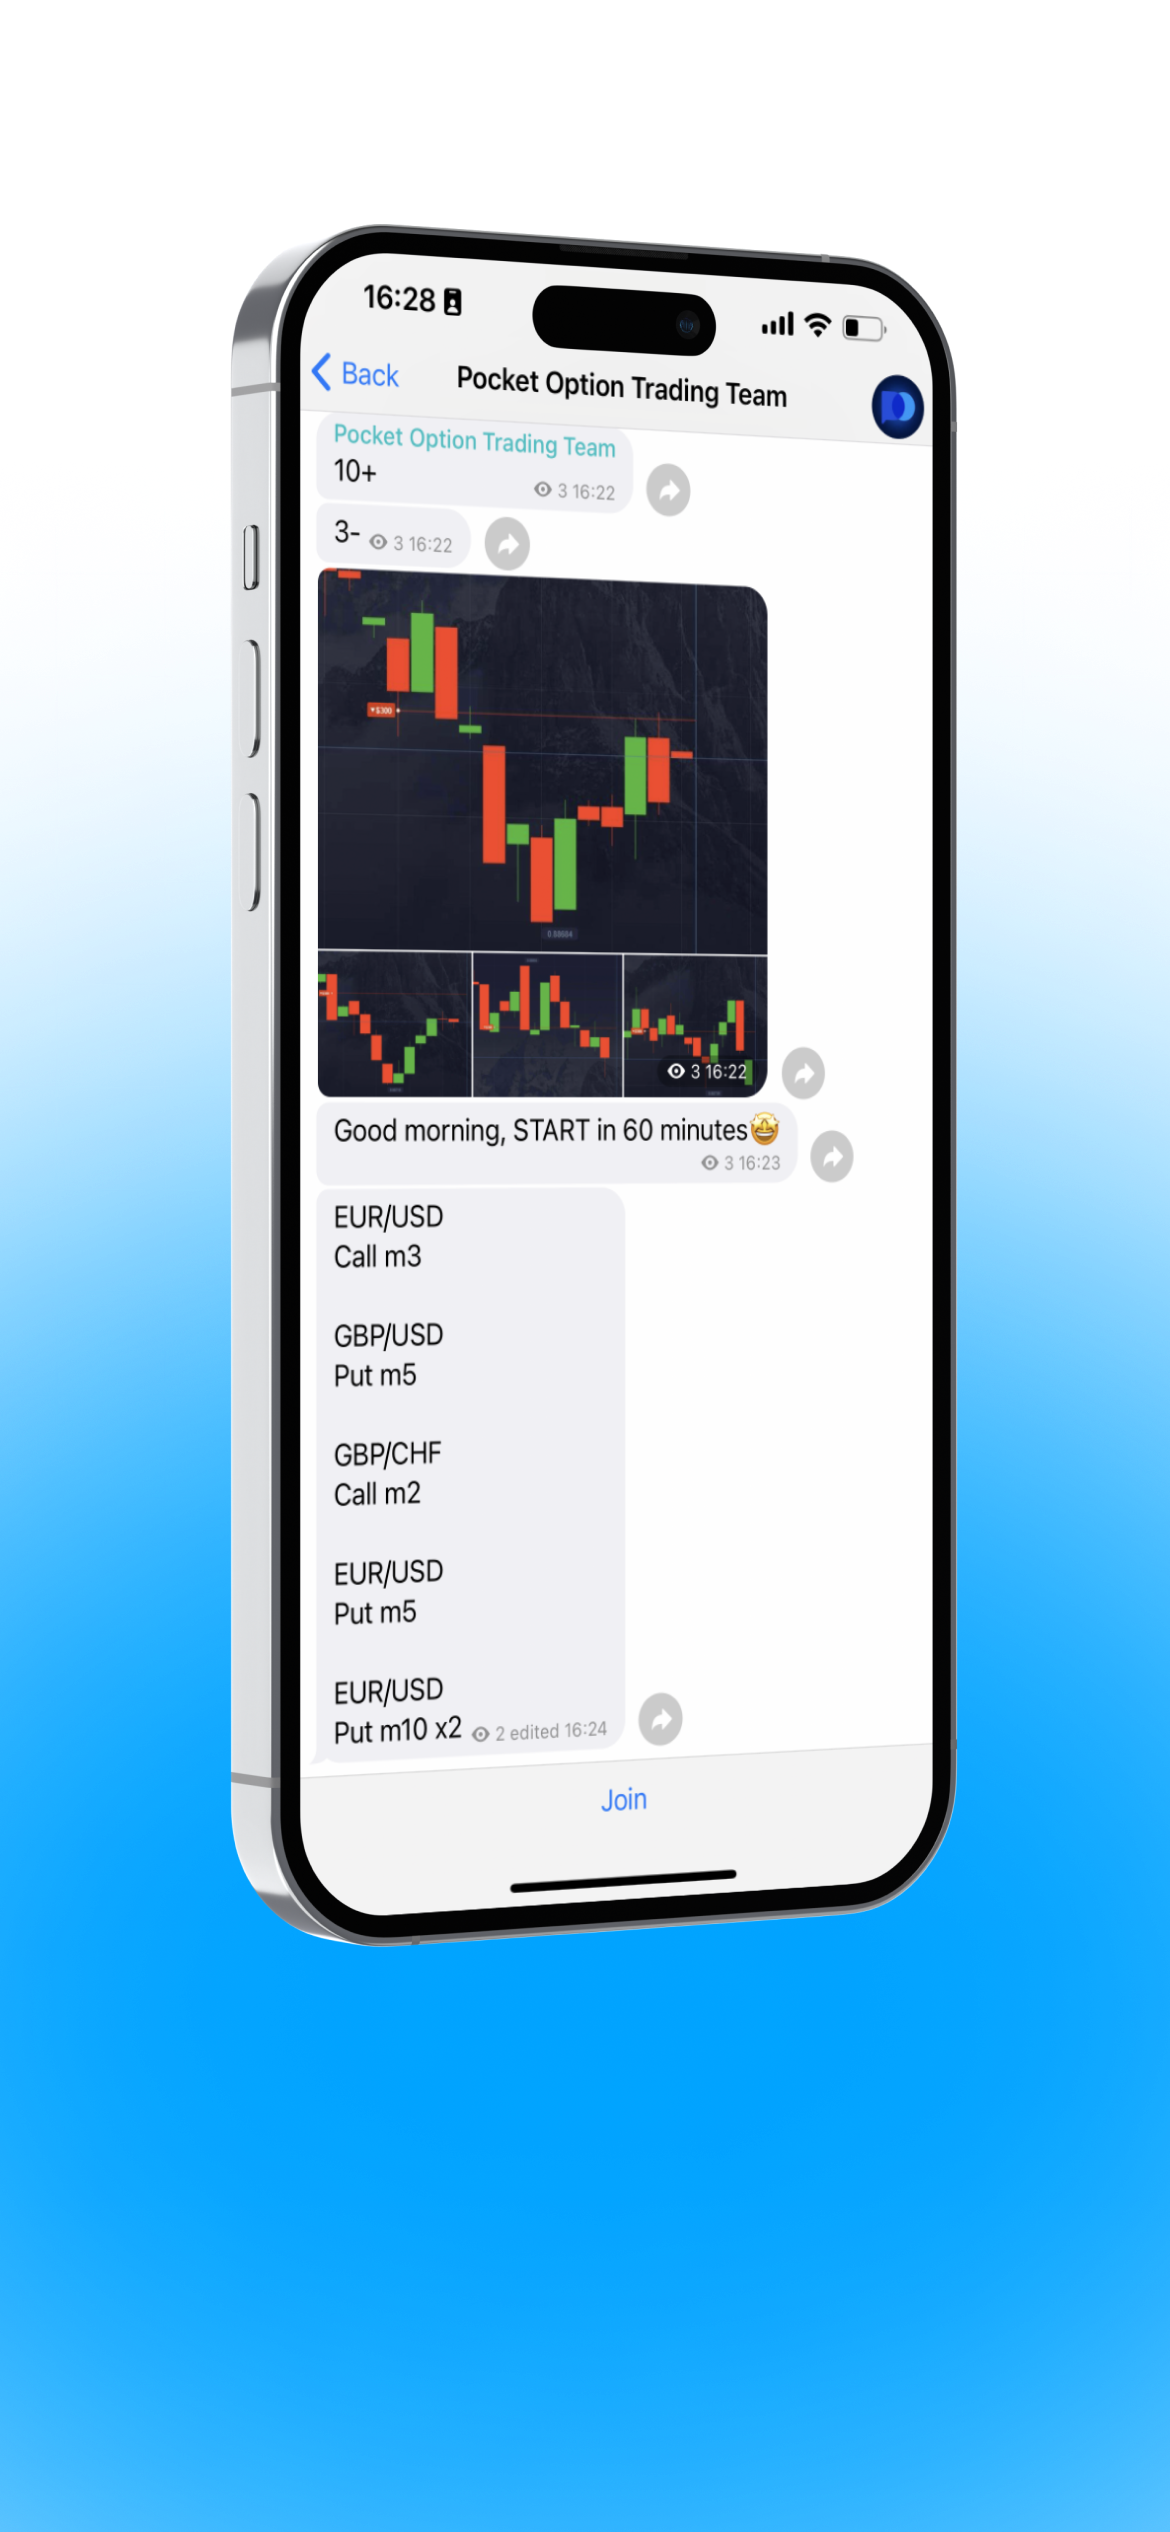 16:28
Back
Pocket Option Trading Team
Pocket Option Trading Team
10+
3 16:22
3-
3 16:22
$300
3 16:22
Good morning, START in 60 minutes🤩
3 16:23
EUR/USD
Call m3
GBP/USD
Put m5
GBP/CHF
Call m2
EUR/USD
Put m5
EUR/USD
Put m10 x2
2 edited 16:24
Join